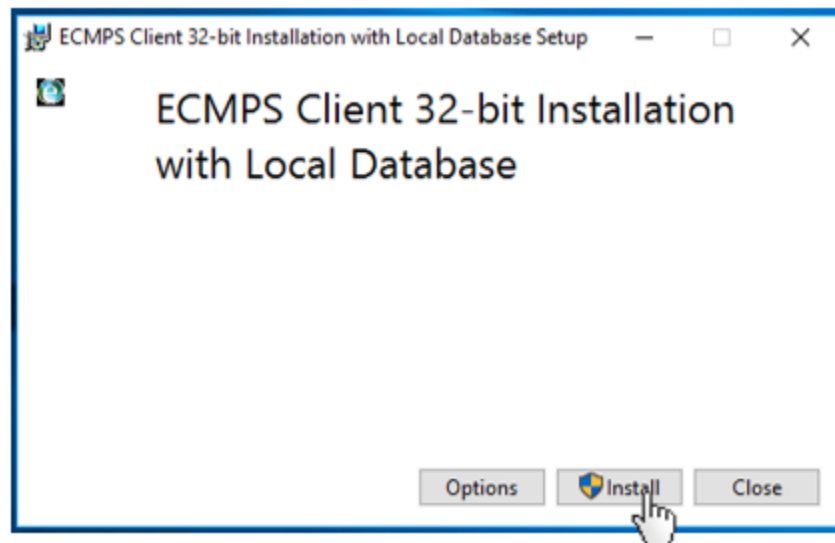 ECMPS Client 32-bit Installation with Local Database Setup
ECMPS Client 32-bit Installation
with Local Database
Options Install Close